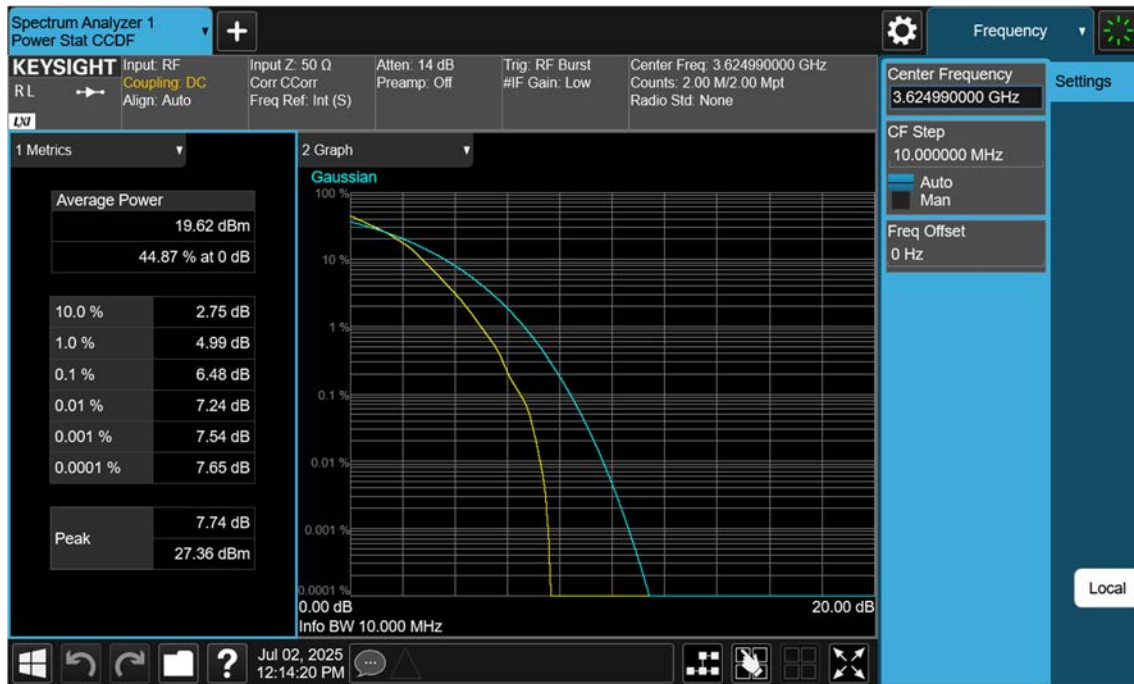 Spectrum Analyzer 1
Power Stat CCDF
+
Frequency
KEYSIGHT
RL
LXI
Input: RF
Coupling: DC
Align: Auto
Input Z: 50 Ω
Corr CCorr
Freq Ref: Int (S)
Atten: 14 dB
Preamp: Off
Trig: RF Burst
#IF Gain: Low
Center Freq: 3.624990000 GHz
Counts: 2.00 M/2.00 Mpt
Radio Std: None
Center Frequency
3.624990000 GHz
Settings
CF Step
10.000000 MHz
Auto
Man
Freq Offset
0 Hz
Local
1 Metrics
Average Power
19.62 dBm
44.87 % at 0 dB
10.0 % 2.75 dB
1.0 % 4.99 dB
0.1 % 6.48 dB
0.01 % 7.24 dB
0.001 % 7.54 dB
0.0001 % 7.65 dB
Peak
7.74 dB
27.36 dBm
2 Graph
Gaussian
100 %
10 %
1 %
0.1 %
0.01 %
0.001 %
0.0001 %
0.00 dB 20.00 dB
Info BW 10.000 MHz
?
Jul 02, 2025
12:14:20 PM